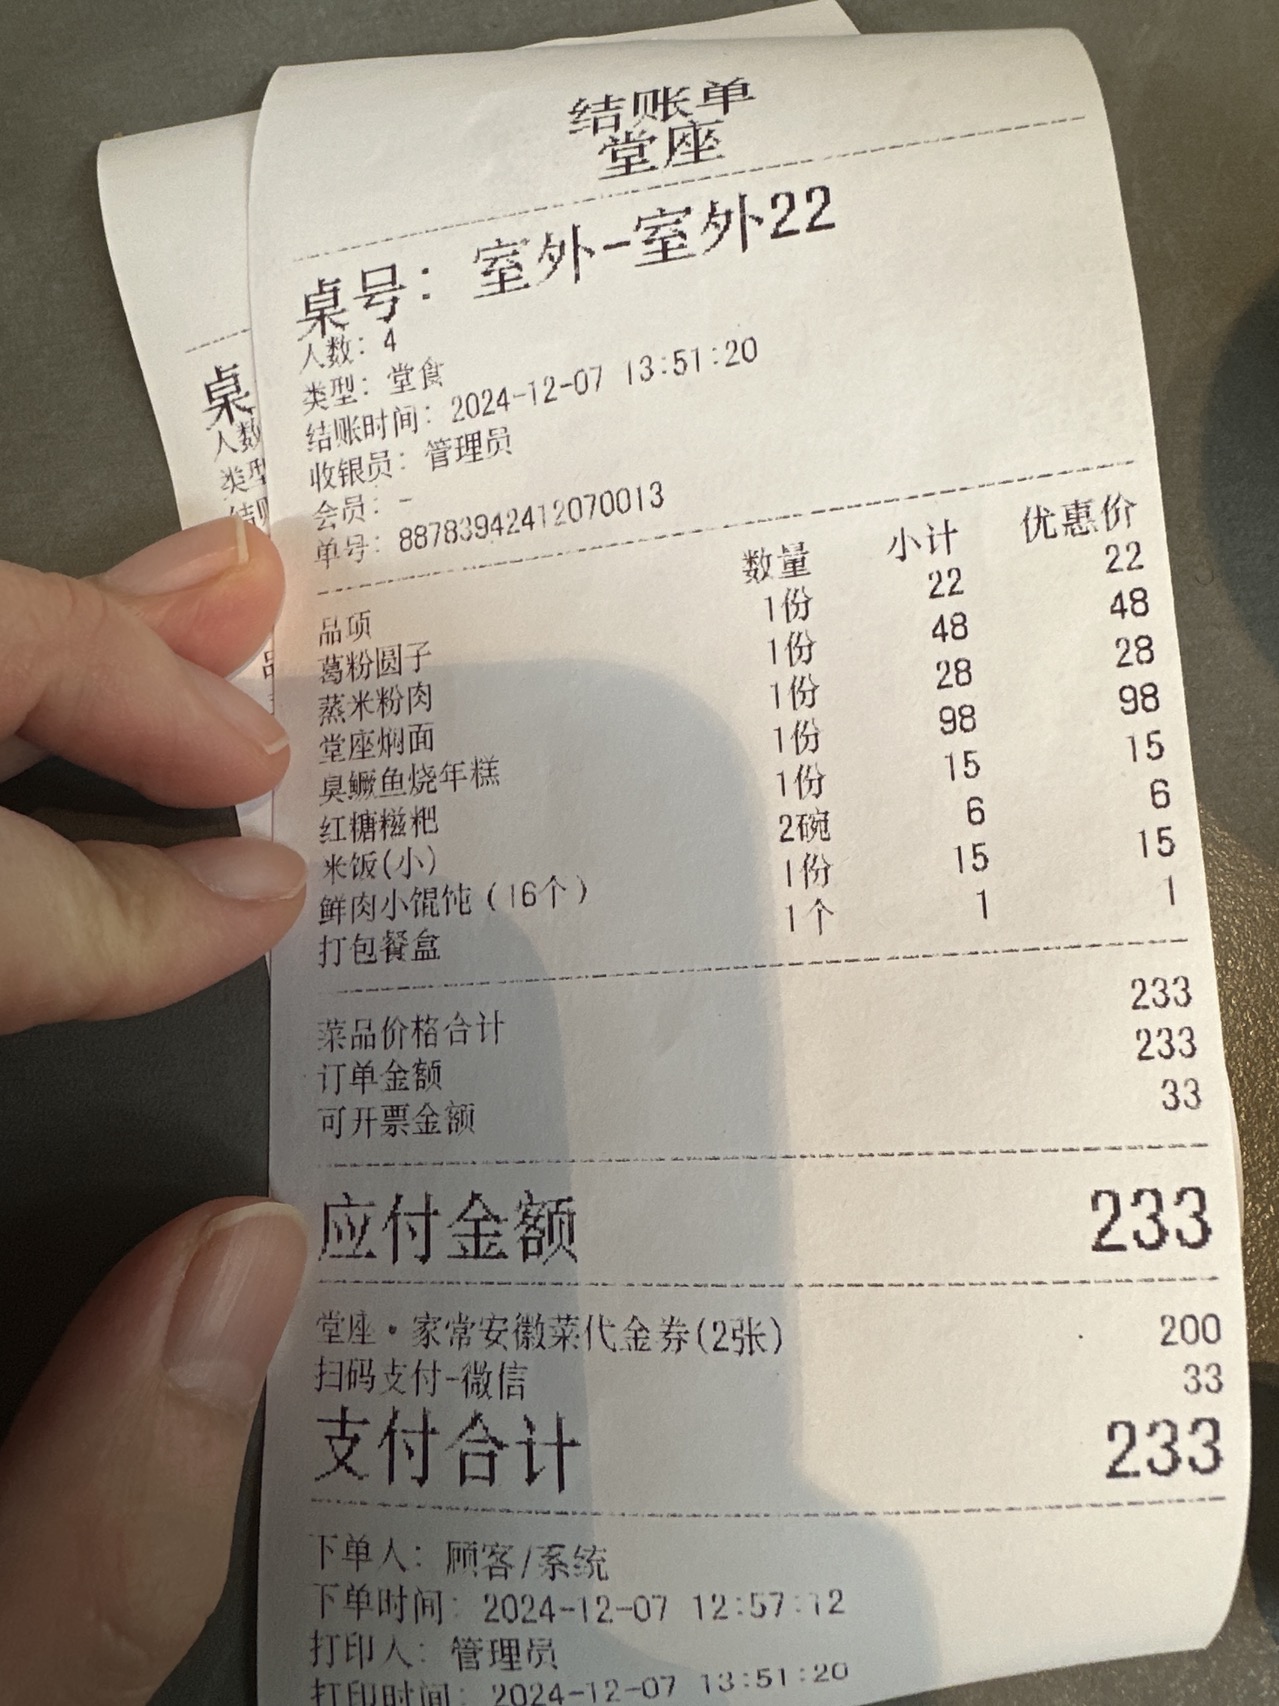 结账单
堂座
桌号: 室外-室外22
人数: 4
类型: 堂食
结账时间: 2024-12-07 13:51:20
收银员: 管理员
会员: -
单号: 88783942412070013
品项 数量 小计 优惠价
葛粉圆子 1份 22 22
蒸米粉肉 1份 48 48
堂座焖面 1份 28 28
臭鳜鱼烧年糕 1份 98 98
红糖糍粑 1份 15 15
米饭(小) 2碗 6 6
鲜肉小馄饨(16个) 1份 15 15
打包餐盒 1个 1 1
菜品价格合计 233
订单金额 233
可开票金额 33
应付金额 233
堂座·家常安徽菜代金券(2张) 200
扫码支付-微信 33
支付合计 233
下单人: 顾客/系统
下单时间: 2024-12-07 12:57:12
打印人: 管理员
打印时间: 2024-12-07 13:51:20
桌
人数
类型
结